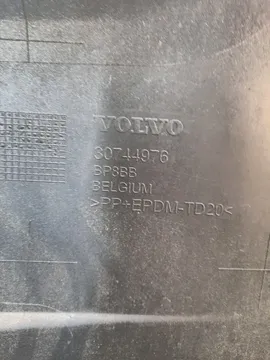 VOLVO
30744976
BP8BB
BELGIUM
>PP+EPDM-TD20<